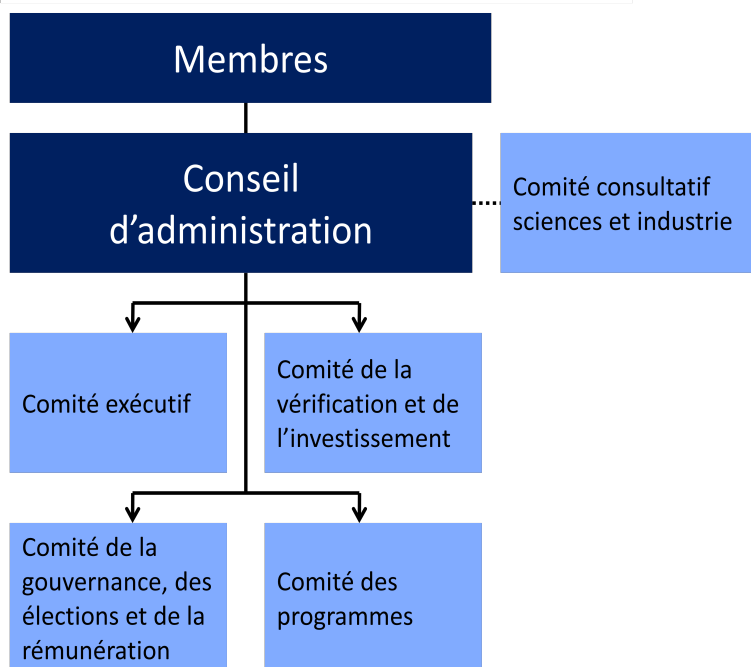 Membres
Conseil
d’administration
Comité consultatif
sciences et industrie
Comité exécutif
Comité de la
vérification et de
l’investissement
Comité de la
gouvernance, des
élections et de la
rémunération
Comité des
programmes